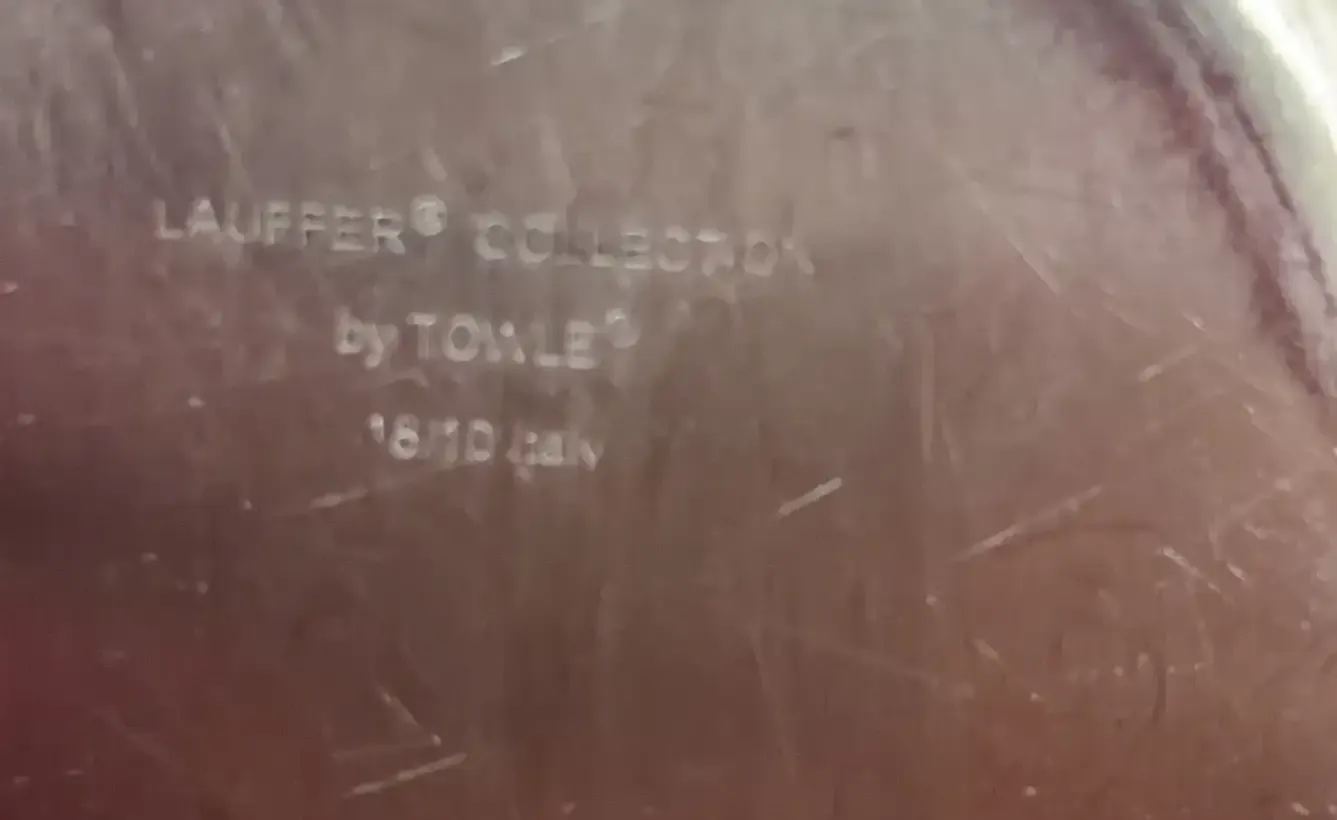 LAUFFER® COLLECTION
by TOWLE®
18/10 Italy